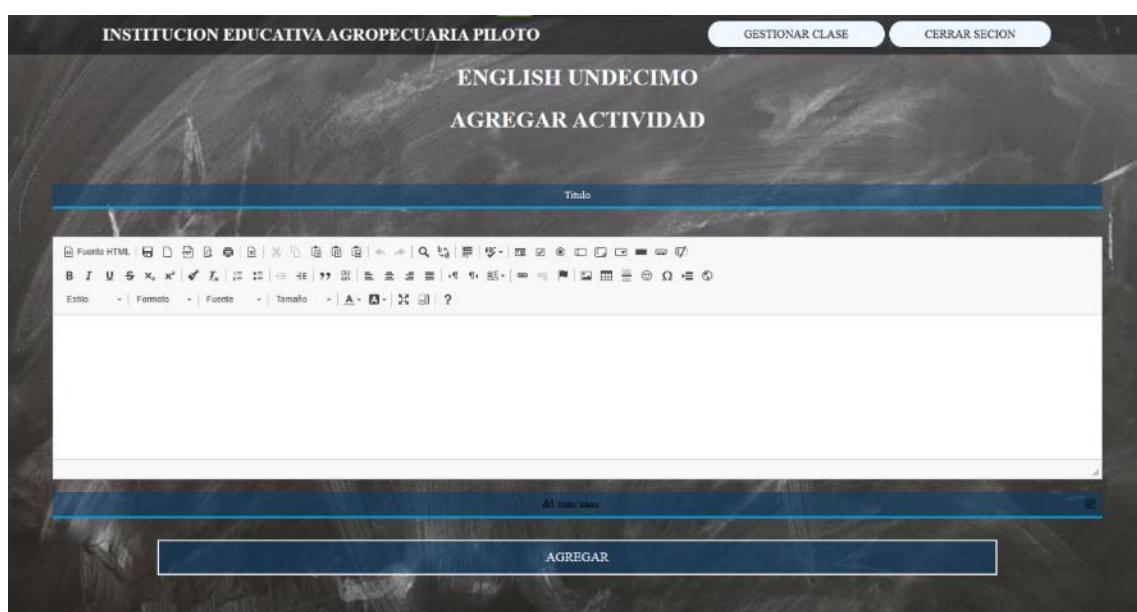 INSTITUCION EDUCATIVA AGROPECUARIA PILOTO
GESTIONAR CLASE
CERRAR SECION
ENGLISH UNDECIMO
AGREGAR ACTIVIDAD
Titulo
Fuente HTML
Estilo Formato Fuente Tamaño
dd/mm/aaaa
AGREGAR